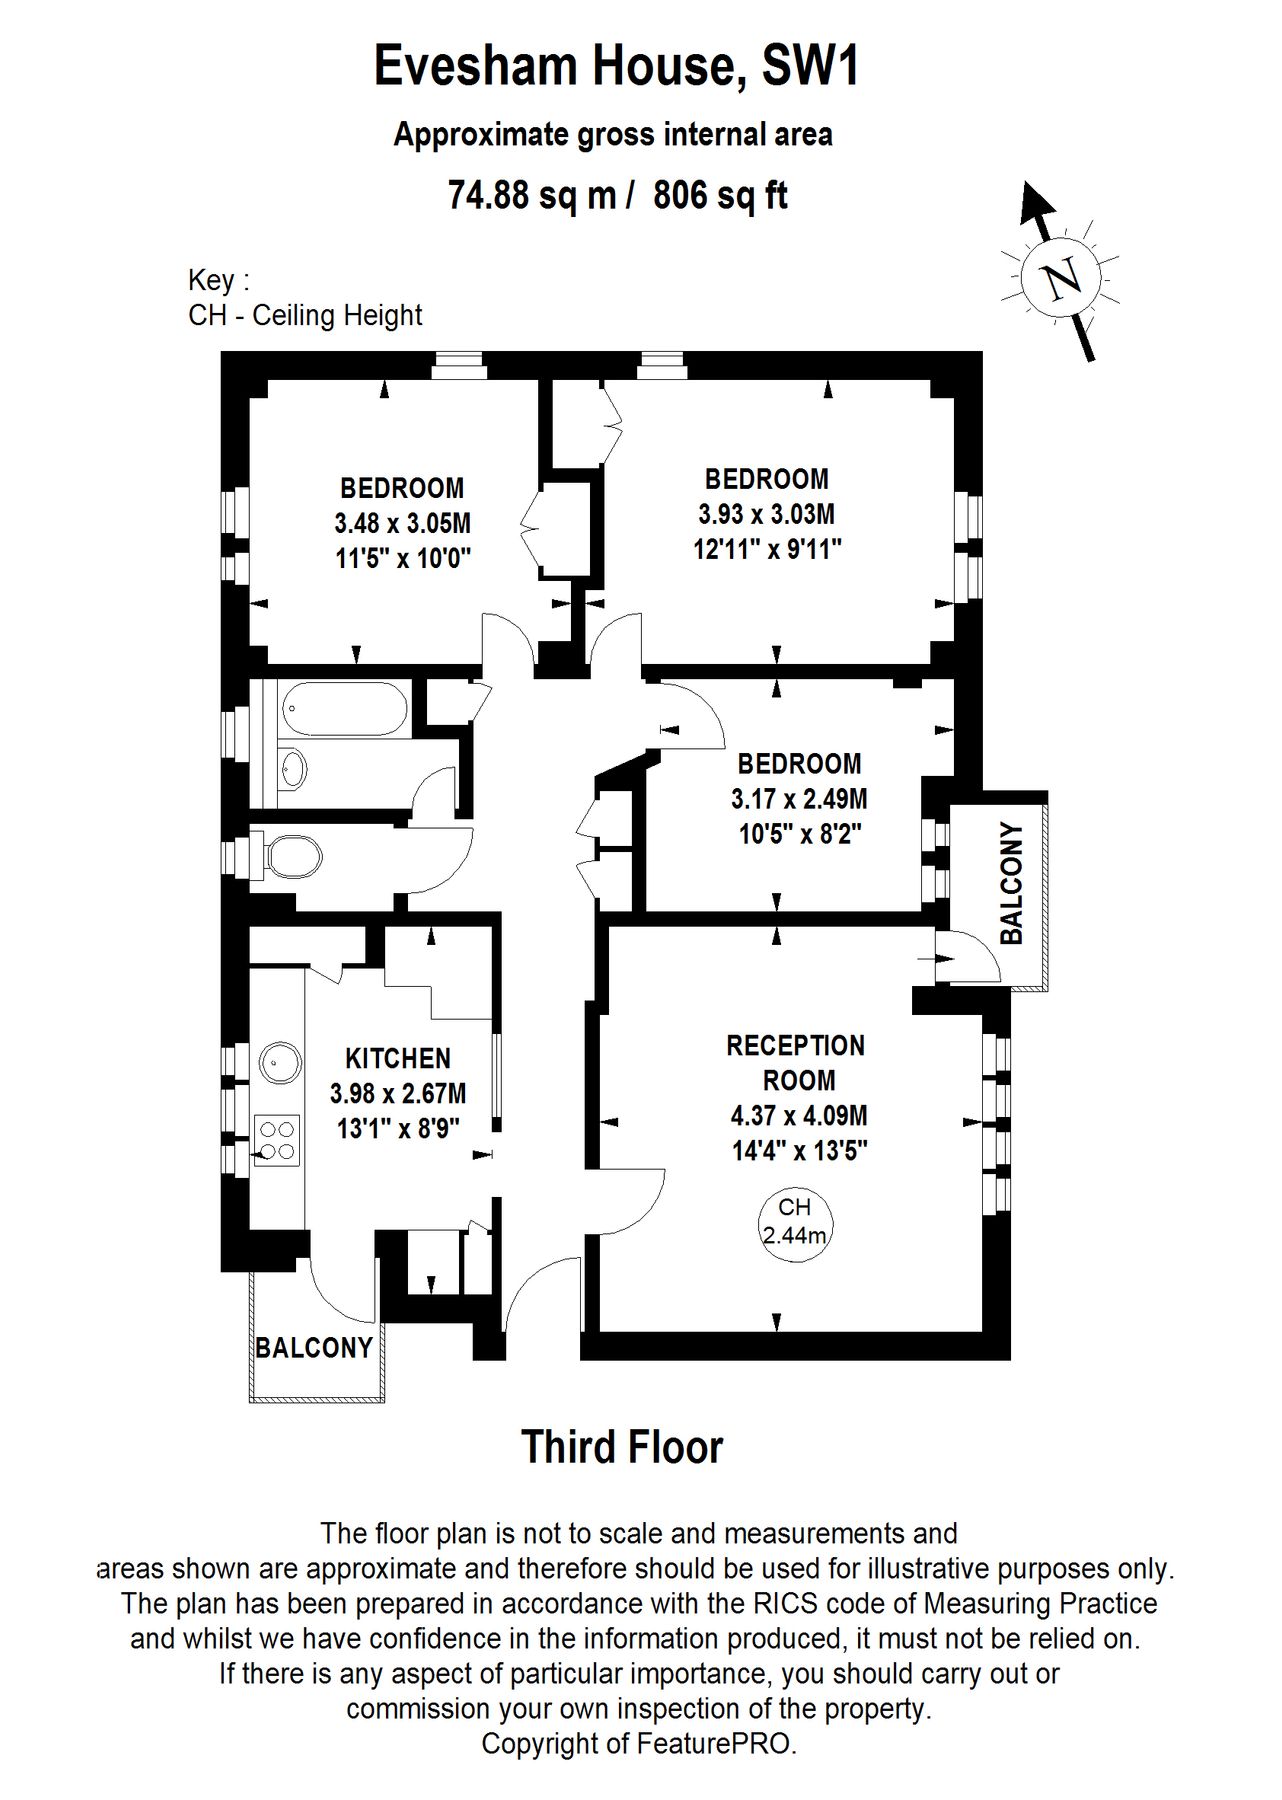 Evesham House, SW1
Approximate gross internal area
74.88 sq m / 806 sq ft
N
Key :
CH - Ceiling Height
BEDROOM
3.48 x 3.05M
11'5" x 10'0"
BEDROOM
3.93 x 3.03M
12'11" x 9'11"
BEDROOM
3.17 x 2.49M
10'5" x 8'2"
BALCONY
KITCHEN
3.98 x 2.67M
13'1" x 8'9"
RECEPTION
ROOM
4.37 x 4.09M
14'4" x 13'5"
CH
2.44m
BALCONY
Third Floor
The floor plan is not to scale and measurements and
areas shown are approximate and therefore should be used for illustrative purposes only.
The plan has been prepared in accordance with the RICS code of Measuring Practice
and whilst we have confidence in the information produced, it must not be relied on.
If there is any aspect of particular importance, you should carry out or
commission your own inspection of the property.
Copyright of FeaturePRO.